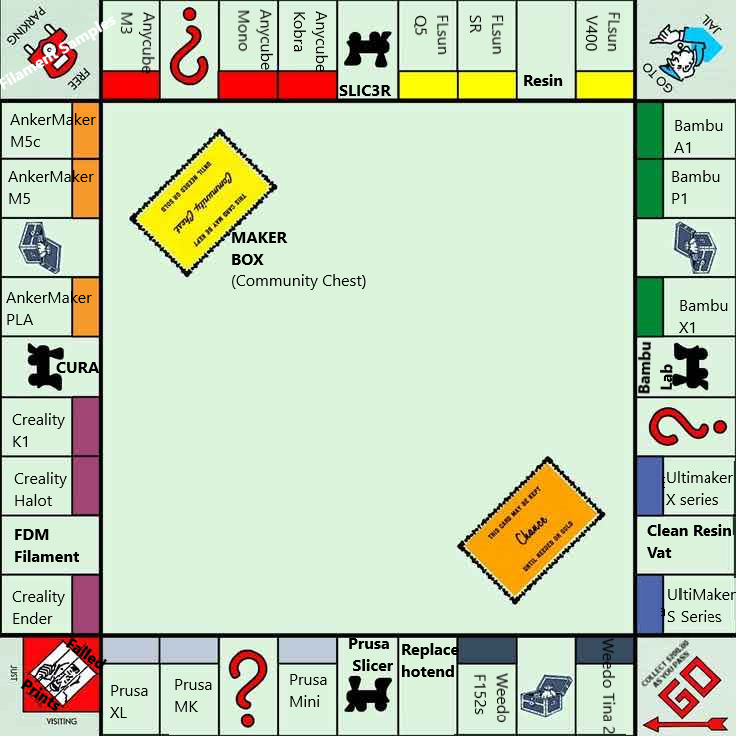 PARKING
Filament Samples
FREE
Anycube
M3
Anycube
Mono
Anycube
Kobra
SLIC3R
FLsun
Q5
FLsun
SR
Resin
FLsun
V400
JAIL
GO TO
AnkerMaker
M5c
AnkerMaker
M5
AnkerMaker
PLA
CURA
Creality
K1
Creality
Halot
FDM
Filament
Creality
Ender
Community Chest
THIS CARD MAY BE KEPT
UNTIL NEEDED OR SOLD
MAKER
BOX
(Community Chest)
THIS CARD MAY BE KEPT
Chance
UNTIL NEEDED OR SOLD
Bambu
A1
Bambu
P1
Bambu
X1
Bambu
Lab
Ultimaker
X series
Clean Resin
Vat
UltiMaker
S Series
JUST
Failed
Prints
VISITING
Prusa
XL
Prusa
MK
Prusa
Mini
Prusa
Slicer
Replace
hotend
Weedo
F152s
Weedo Tina 2
COLLECT $200.00
AS YOU PASS
GO